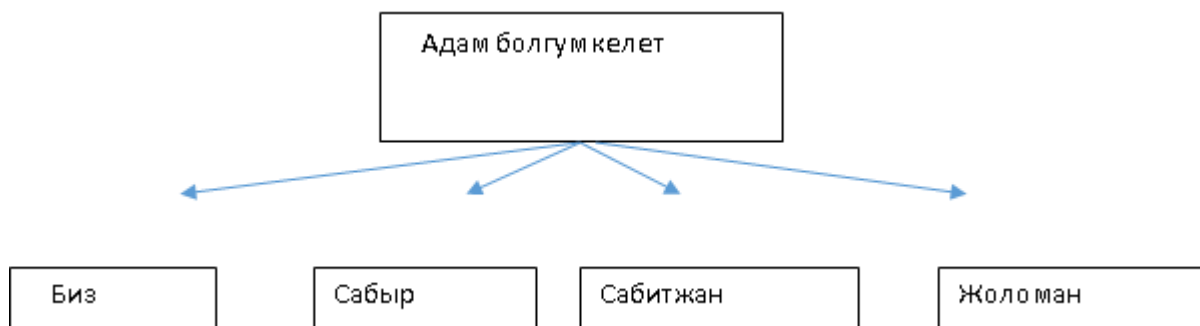 Адам болгум келет
Биз
Сабыр
Сабитжан
Жоломан